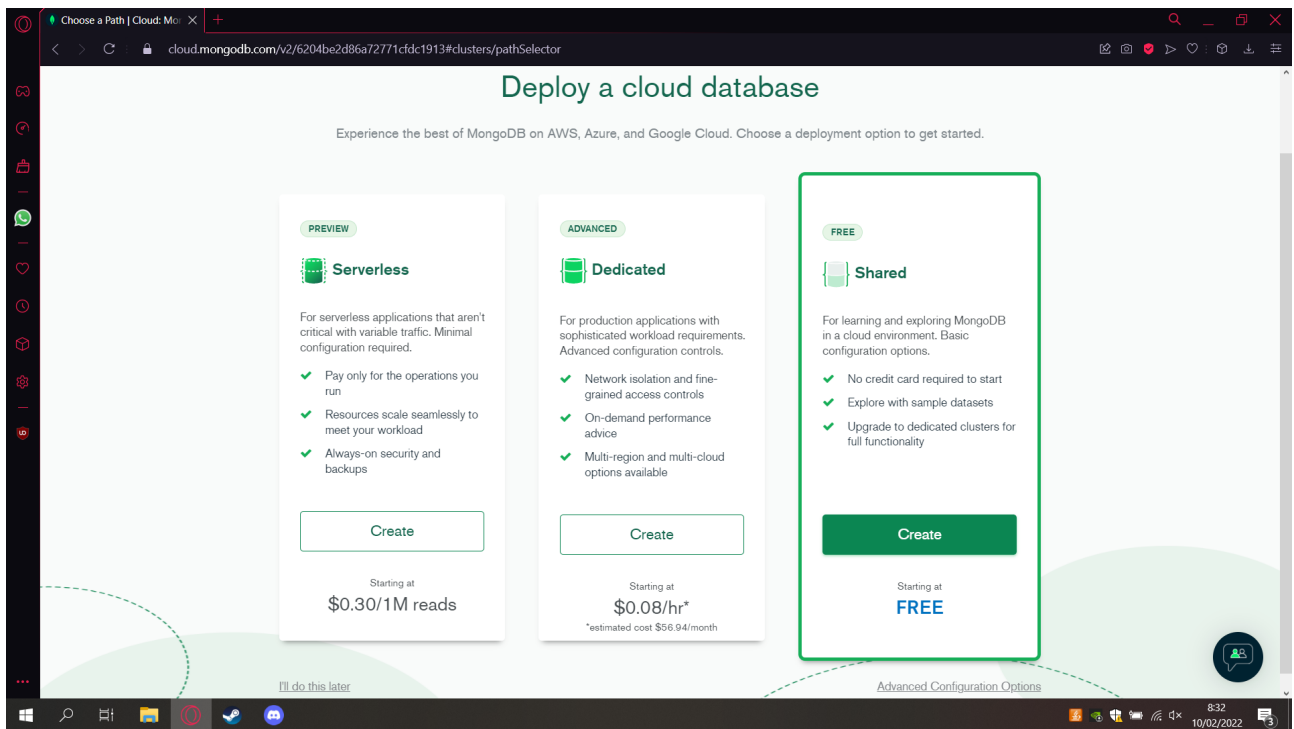 Choose a Path | Cloud: Mon
cloud.mongodb.com/v2/6204be2d86a72771cfdc1913#clusters/pathSelector
Deploy a cloud database
Experience the best of MongoDB on AWS, Azure, and Google Cloud. Choose a deployment option to get started.
PREVIEW
Serverless
For serverless applications that aren't
critical with variable traffic. Minimal
configuration required.
Pay only for the operations you
run
Resources scale seamlessly to
meet your workload
Always-on security and
backups
Create
Starting at
$0.30/1M reads
ADVANCED
Dedicated
For production applications with
sophisticated workload requirements.
Advanced configuration controls.
Network isolation and fine-
grained access controls
On-demand performance
advice
Multi-region and multi-cloud
options available
Create
Starting at
$0.08/hr*
*estimated cost $56.94/month
FREE
Shared
For learning and exploring MongoDB
in a cloud environment. Basic
configuration options.
No credit card required to start
Explore with sample datasets
Upgrade to dedicated clusters for
full functionality
Create
Starting at
FREE
I'll do this later
Advanced Configuration Options
8:32
10/02/2022
3